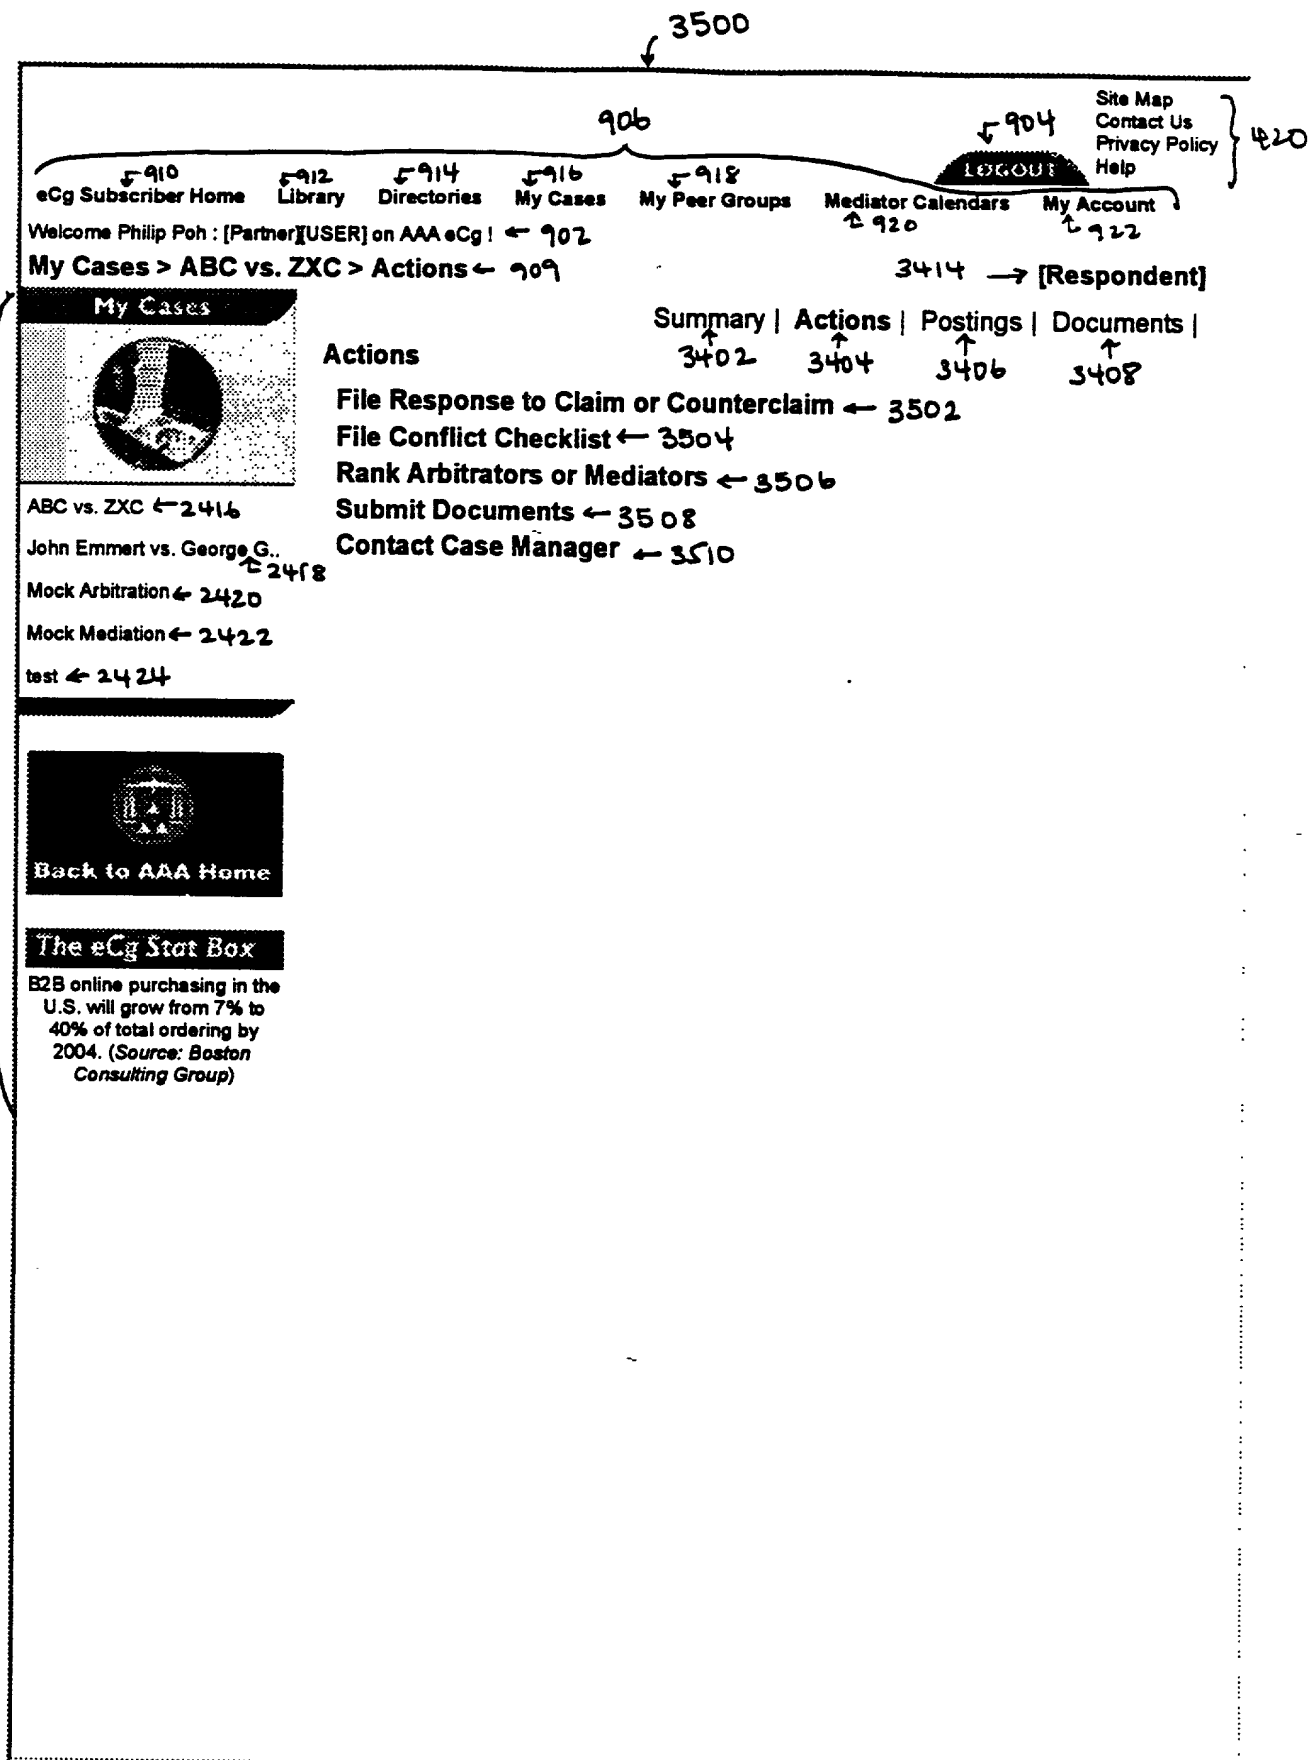 3500
Site Map
906 904 Contact Us
Privacy Policy 420
LOGOUT Help
910 912 914 916 918
eCg Subscriber Home Library Directories My Cases My Peer Groups Mediator Calendars My Account
920 922
Welcome Philip Poh : [Partner][USER] on AAA eCg ! ← 902
My Cases > ABC vs. ZXC > Actions ← 909
3414 → [Respondent]
My Cases
Summary | Actions | Postings | Documents |
3402 3404 3406 3408
Actions
File Response to Claim or Counterclaim ← 3502
File Conflict Checklist ← 3504
Rank Arbitrators or Mediators ← 3506
Submit Documents ← 3508
Contact Case Manager ← 3510
ABC vs. ZXC ← 2416
John Emmert vs. George G..
2418
Mock Arbitration ← 2420
Mock Mediation ← 2422
test ← 2424
Back to AAA Home
The eCg Stat Box
B2B online purchasing in the
U.S. will grow from 7% to
40% of total ordering by
2004. (Source: Boston
Consulting Group)